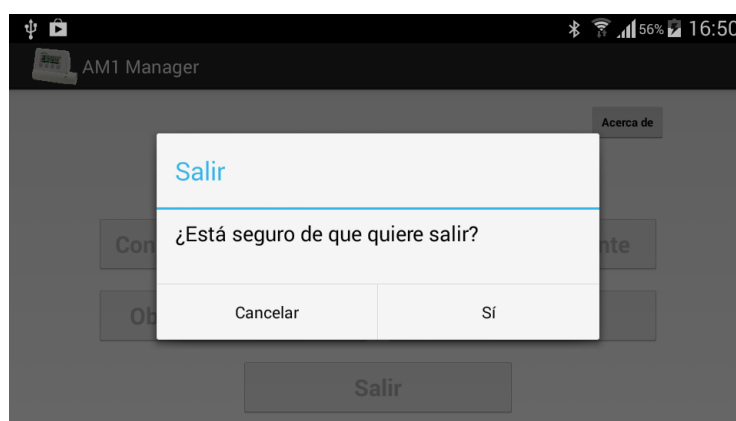 56% 16:50
AM1 Manager
Acerca de
Salir
¿Está seguro de que quiere salir?
Cancelar Sí
Salir